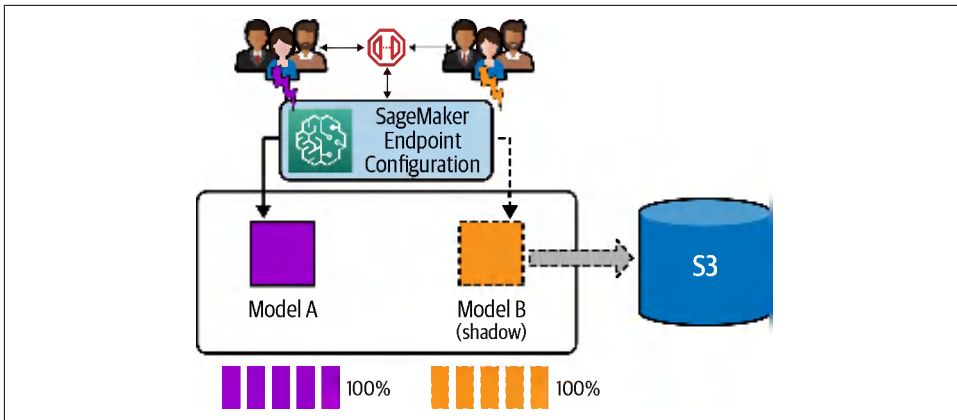 SageMaker
Endpoint
Configuration
Model A
Model B
(shadow)
S3
100%
100%